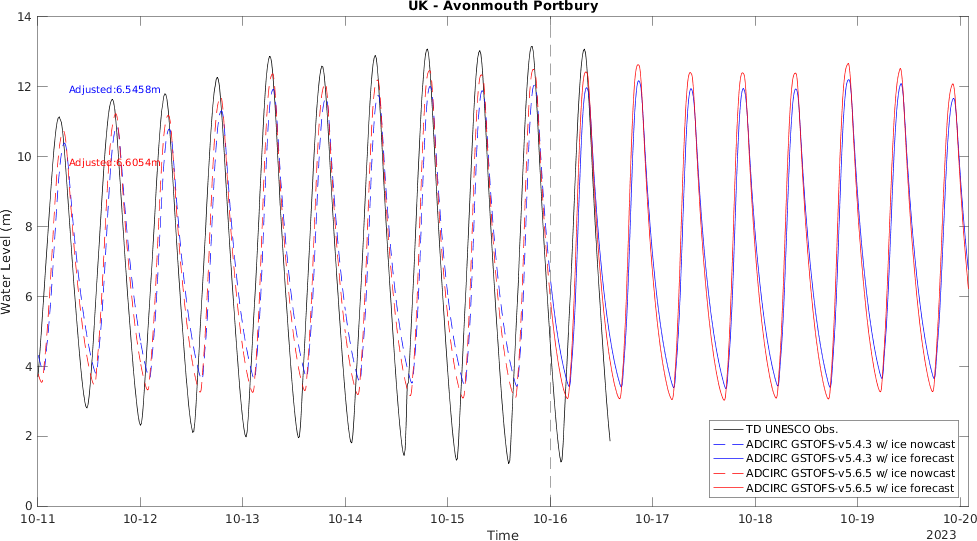 UK - Avonmouth Portbury
14
12
10
8
6
4
2
0
Water Level (m)
Adjusted:6.5458m
Adjusted:6.6054m
TD UNESCO Obs.
ADCIRC GSTOFS-v5.4.3 w/ ice nowcast
ADCIRC GSTOFS-v5.4.3 w/ ice forecast
ADCIRC GSTOFS-v5.6.5 w/ ice nowcast
ADCIRC GSTOFS-v5.6.5 w/ ice forecast
10-11 10-12 10-13 10-14 10-15 10-16 10-17 10-18 10-19 10-20
Time
2023